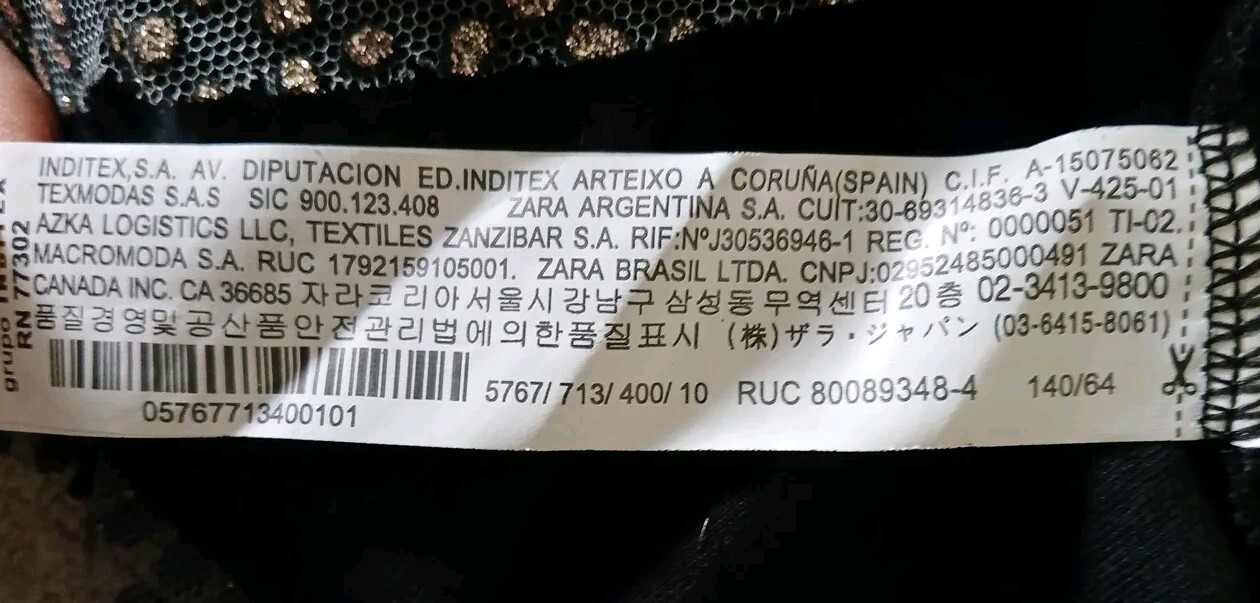 INDITEX,S.A. AV. DIPUTACION ED.INDITEX ARTEIXO A CORUÑA(SPAIN) C.I.F. A-15075062
TEXMODAS S.A.S SIC 900.123.408 ZARA ARGENTINA S.A. CUIT:30-69314836-3 V-425-01
AZKA LOGISTICS LLC, TEXTILES ZANZIBAR S.A. RIF:NºJ30536946-1 REG. Nº: 0000051 TI-02.
MACROMODA S.A. RUC 1792159105001. ZARA BRASIL LTDA. CNPJ:02952485000491 ZARA
CANADA INC. CA 36685 자라코리아서울시강남구삼성동무역센터 20층 02-3413-9800
품질경영및공산품안전관리법에의한품질표시 (株)ザラ・ジャパン (03-6415-8061)
5767/ 713/ 400/ 10 RUC 80089348-4 140/64
05767713400101
grupo
RN 77302